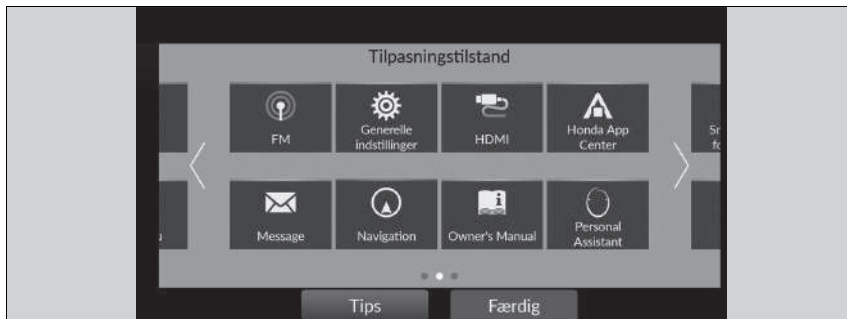 Tilpasningstilstand
FM
Generelle
indstillinger
HDMI
Honda App
Center
Message
Navigation
Owner's Manual
Personal
Assistant
Tips
Færdig